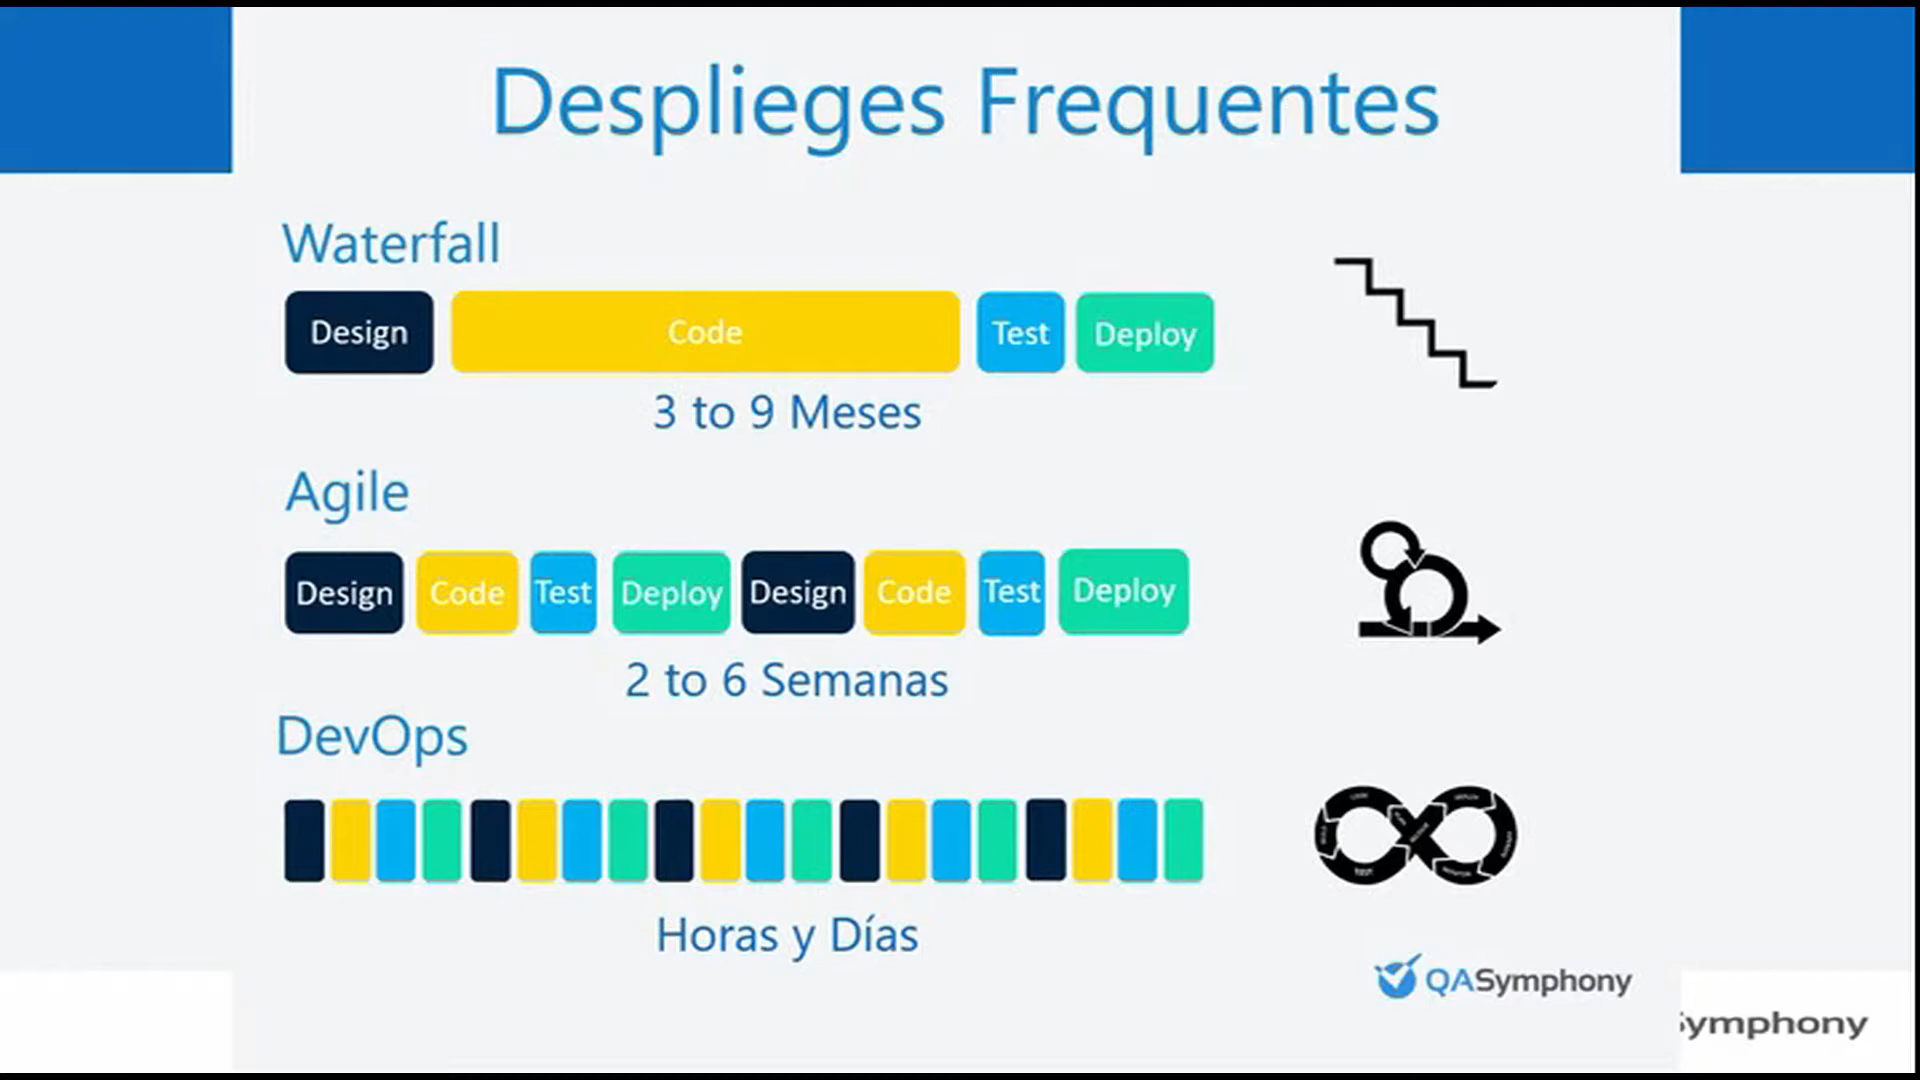 Desplieges Frequentes
Waterfall
Design Code Test Deploy
3 to 9 Meses
Agile
Design Code Test Deploy Design Code Test Deploy
2 to 6 Semanas
DevOps
Horas y Días
QASymphony
Symphony